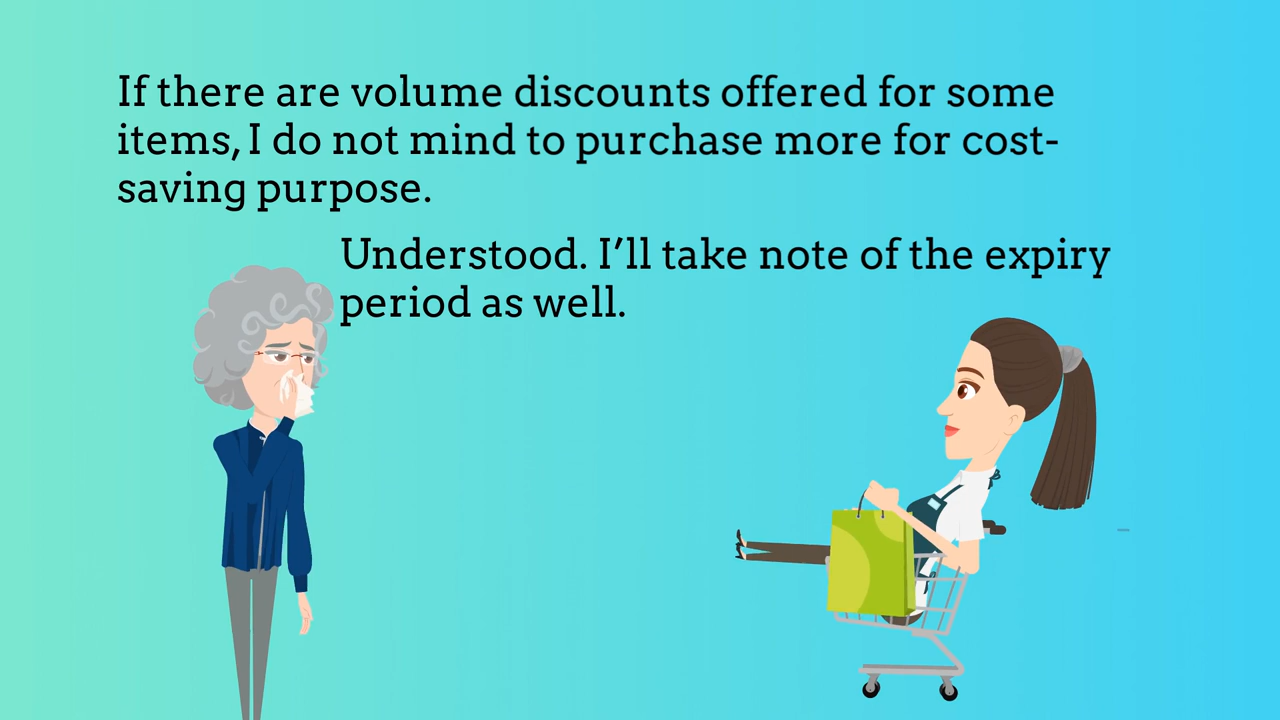 If there are volume discounts offered for some
items, I do not mind to purchase more for cost-
saving purpose.
Understood. I’ll take note of the expiry
period as well.